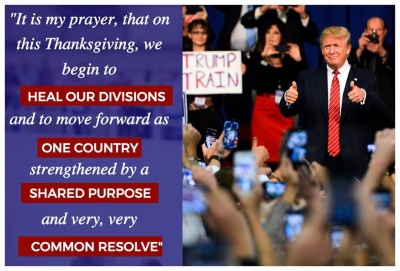 "It is my prayer, that on
this Thanksgiving, we
begin to
HEAL OUR DIVISIONS
and to move forward as
ONE COUNTRY
strengthened by a
SHARED PURPOSE
and very, very
COMMON RESOLVE"
TRUMP
TRAIN